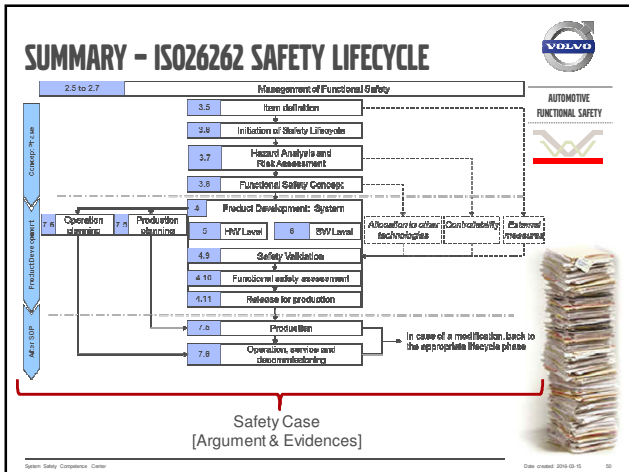 SUMMARY – ISO26262 SAFETY LIFECYCLE
VOLVO
AUTOMOTIVE
FUNCTIONAL SAFETY
2.5 to 2.7 Management of Functional Safety
Concept Phase
3.5 Item definition
3.6 Initiation of Safety Lifecycle
3.7 Hazard Analysis and
Risk Assessment
3.8 Functional Safety Concept
Product Development
4 Product Development: System
7.6 Operation
planning
7.5 Production
planning
5 HW Level
6 SW Level
Allocation to other
technologies
Controllability
External
measures
4.9 Safety Validation
4.10 Functional safety assessment
4.11 Release for production
After SOP
7.5 Production
7.6 Operation, service and
decommissioning
In case of a modification, back to
the appropriate lifecycle phase
Safety Case
[Argument & Evidences]
System Safety Competence Center
Date created: 2016-03-15
50